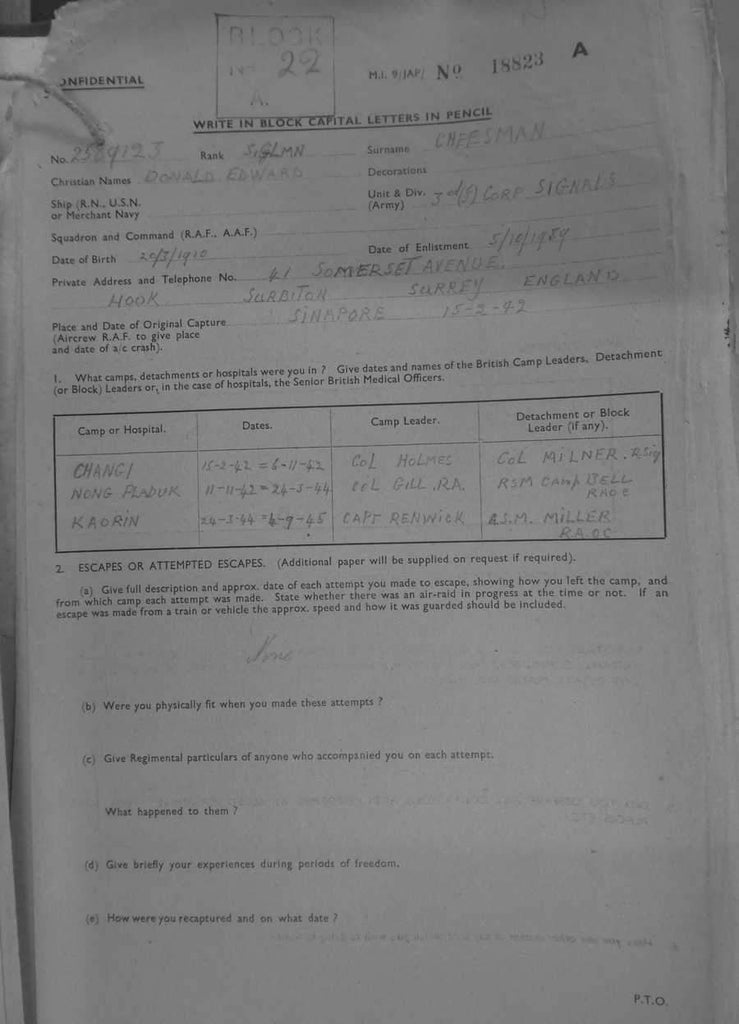 BLOCK
No 22
A.
M.I. 9/JAP/ No 18823 A
ONFIDENTIAL
WRITE IN BLOCK CAPITAL LETTERS IN PENCIL
No. 2589123 Rank SIGLMN Surname CHEESMAN
Christian Names DONALD EDWARD Decorations
Ship (R.N., U.S.N. or Merchant Navy
Unit & Div. (Army) CORP SIGNALS
Squadron and Command (R.A.F., A.A.F.)
Date of Birth 20/3/1910 Date of Enlistment 5/10/1939
Private Address and Telephone No. 41 SOMERSET AVENUE.
HOOK SURBITON SURREY ENGLAND
Place and Date of Original Capture SINAPORE 15-2-42
(Aircrew R.A.F. to give place
and date of a/c crash).
1. What camps, detachments or hospitals were you in ? Give dates and names of the British Camp Leaders, Detachment
(or Block) Leaders or, in the case of hospitals, the Senior British Medical Officers.
Camp or Hospital. Dates. Camp Leader. Detachment or Block Leader (if any).
CHANGI 15-2-42 = 6-11-42 COL HOLMES COL MILNER. RSig
NONG PLADUK 11-11-42 = 24-3-44 COL GILL. RA. RSM CAMPBELL RAOC
KAORIN 24-3-44 = 4-9-45 CAPT RENWICK A.S.M. MILLER RAOC
2. ESCAPES OR ATTEMPTED ESCAPES. (Additional paper will be supplied on request if required).
(a) Give full description and approx. date of each attempt you made to escape, showing how you left the camp, and
from which camp each attempt was made. State whether there was an air-raid in progress at the time or not. If an
escape was made from a train or vehicle the approx. speed and how it was guarded should be included.
None
(b) Were you physically fit when you made these attempts ?
(c) Give Regimental particulars of anyone who accompanied you on each attempt.
What happened to them ?
(d) Give briefly your experiences during periods of freedom.
(e) How were you recaptured and on what date ?
P.T.O.